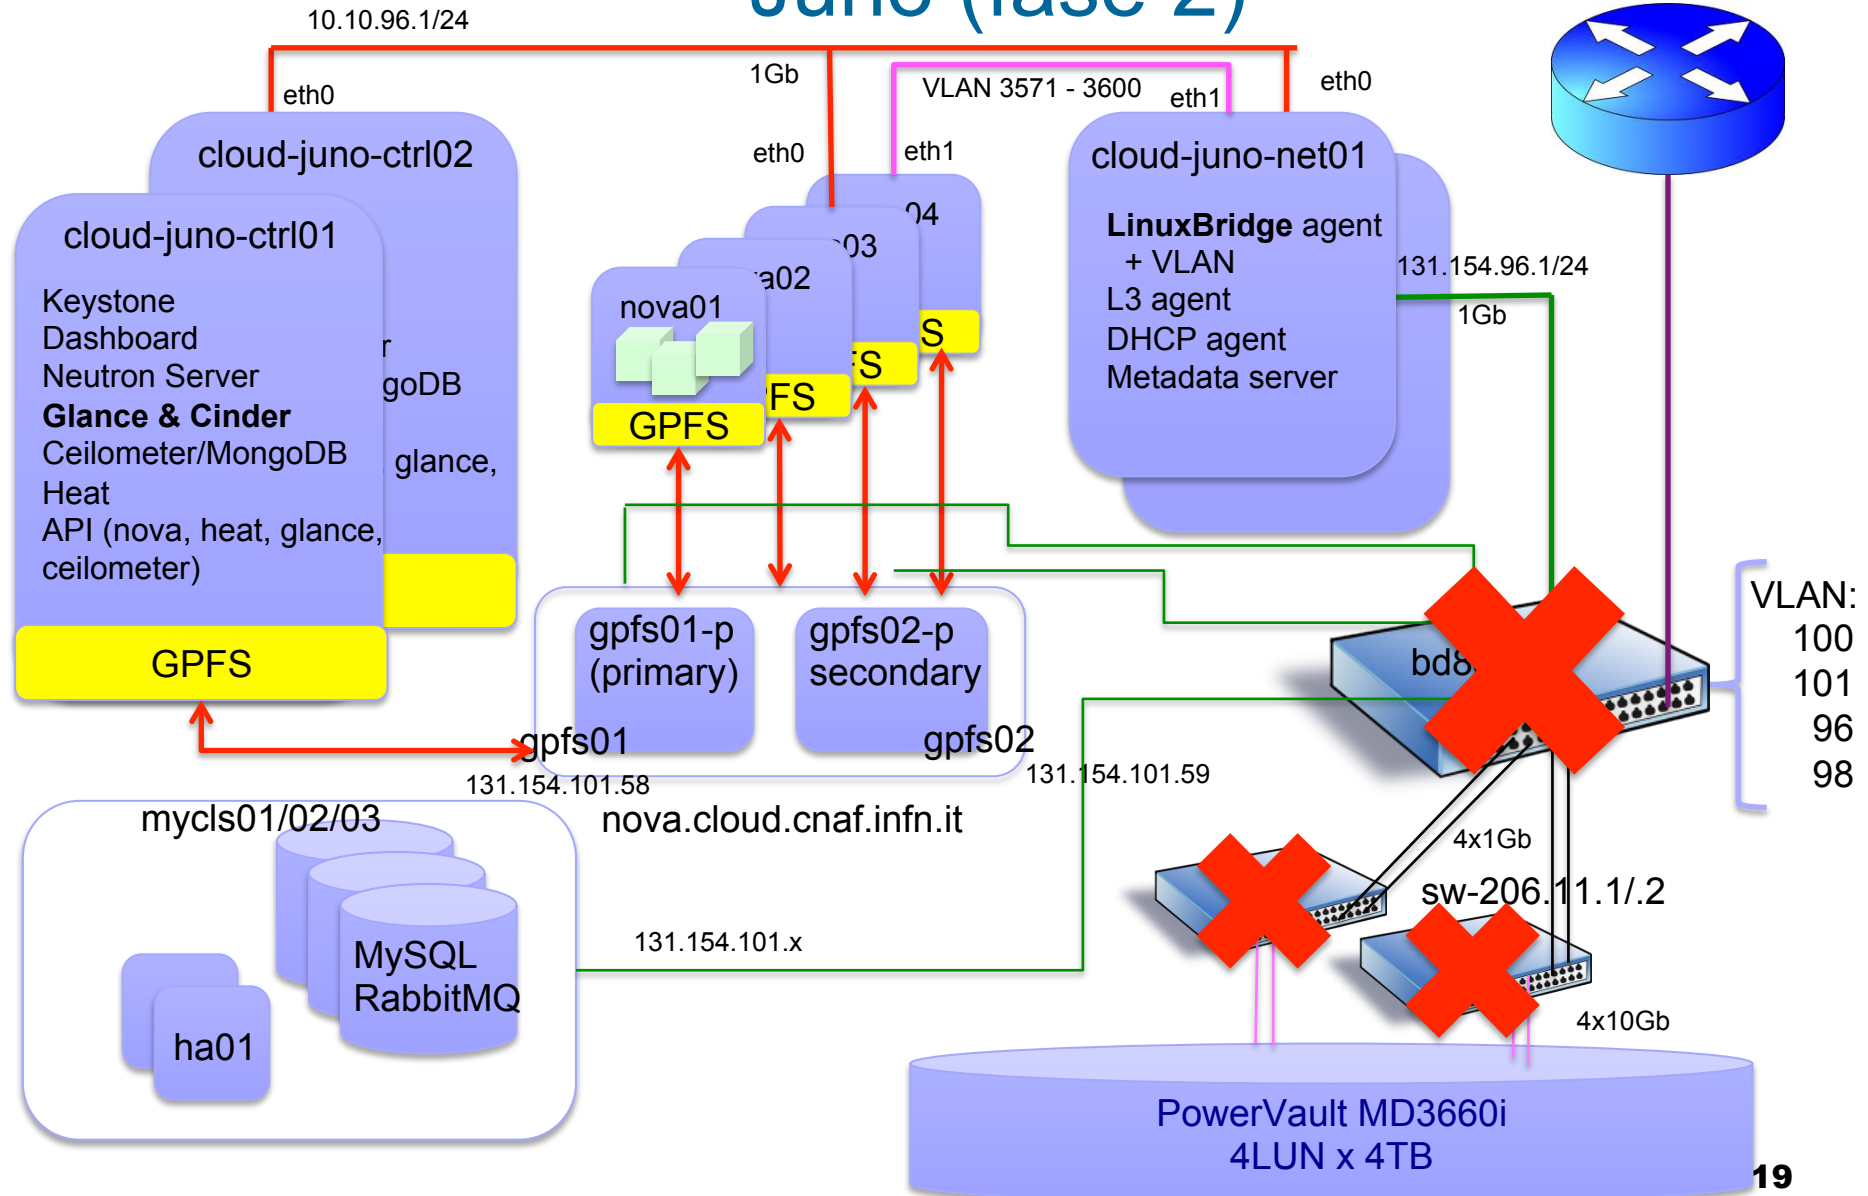 Juno (fase 2)
10.10.96.1/24
eth0
1Gb
VLAN 3571 - 3600
eth1
eth0
eth0
eth1
cloud-juno-ctrl02
goDB
glance,
cloud-juno-ctrl01
Keystone
Dashboard
Neutron Server
Glance & Cinder
Ceilometer/MongoDB
Heat
API (nova, heat, glance,
ceilometer)
GPFS
04
03
a02
nova01
S
FS
PFS
GPFS
cloud-juno-net01
LinuxBridge agent
+ VLAN
L3 agent
DHCP agent
Metadata server
131.154.96.1/24
1Gb
gpfs01-p
(primary)
gpfs02-p
secondary
gpfs01
gpfs02
131.154.101.58
131.154.101.59
nova.cloud.cnaf.infn.it
bd8
VLAN:
100
101
96
98
mycls01/02/03
MySQL
RabbitMQ
ha01
131.154.101.x
4x1Gb
sw-206.11.1/.2
4x10Gb
PowerVault MD3660i
4LUN x 4TB
19